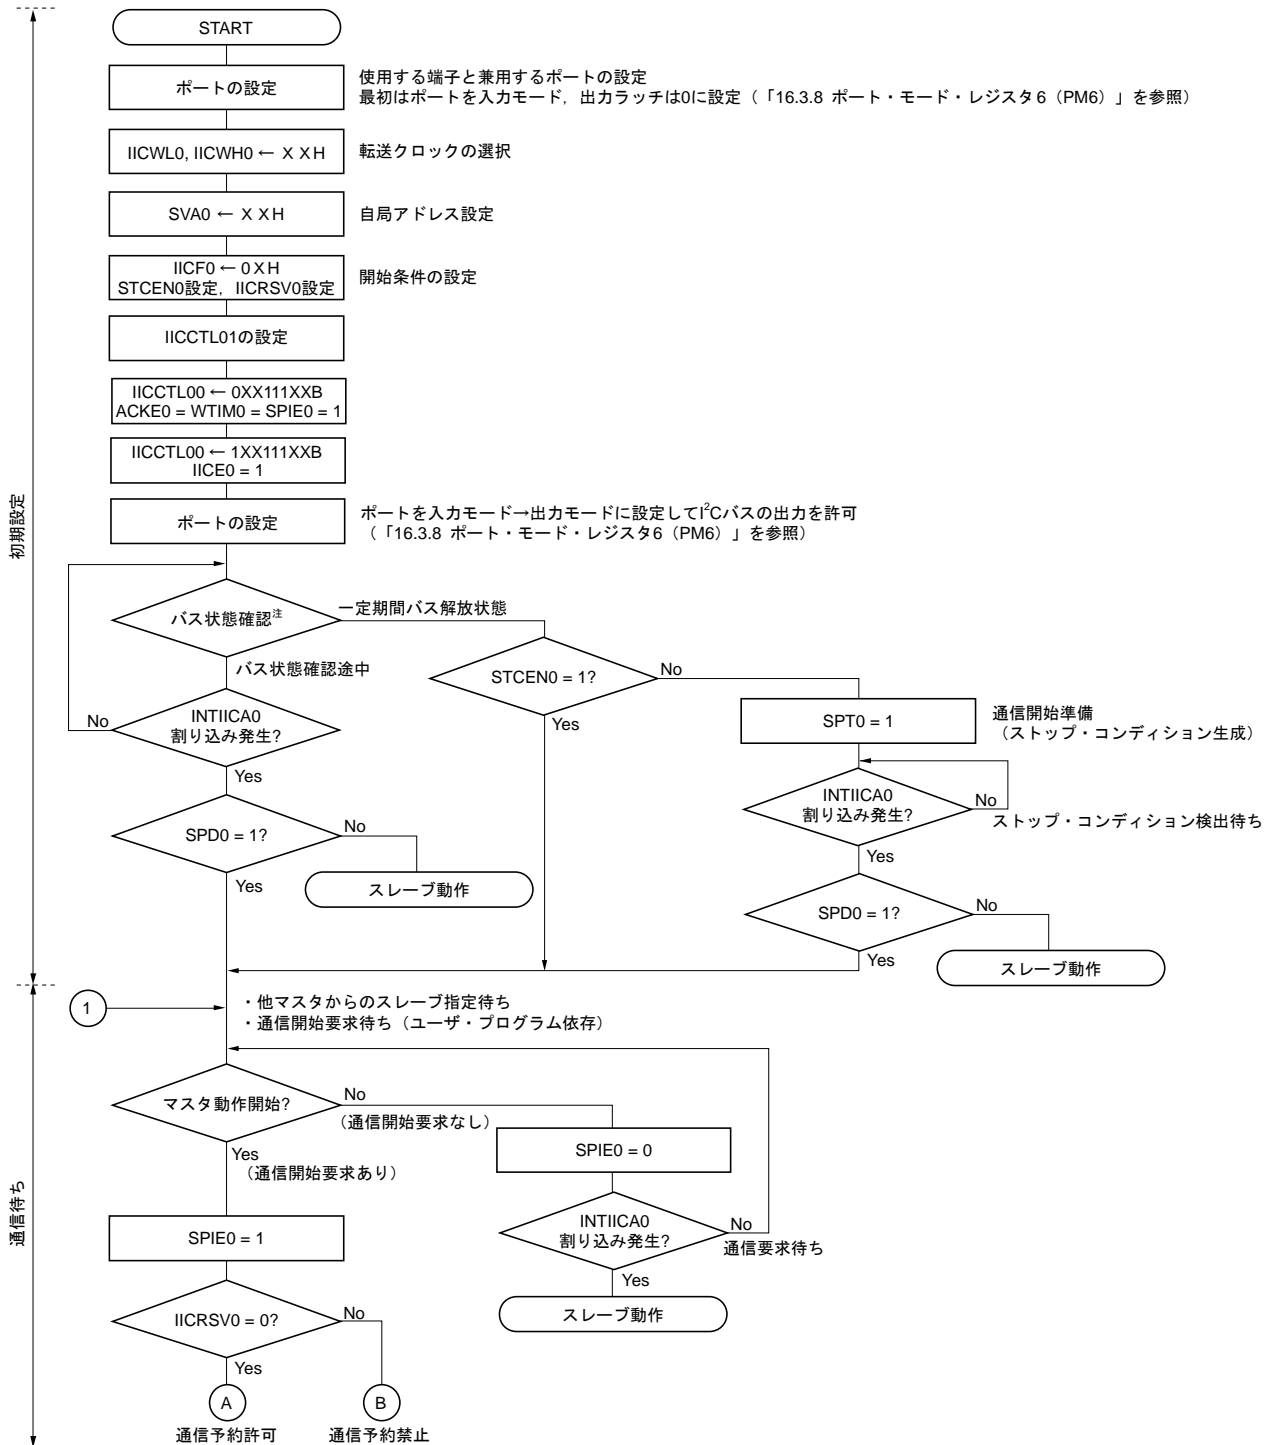 START
ポートの設定
使用する端子と兼用するポートの設定
最初はポートを入力モード，出力ラッチは0に設定（「16.3.8 ポート・モード・レジスタ6（PM6）」を参照）
IICWL0, IICWH0 ← ＸＸH
転送クロックの選択
SVA0 ← ＸＸH
自局アドレス設定
IICF0 ← 0ＸH
STCEN0設定，IICRSV0設定
開始条件の設定
IICCTL01の設定
IICCTL00 ← 0XX111XXB
ACKE0 = WTIM0 = SPIE0 = 1
IICCTL00 ← 1XX111XXB
IICE0 = 1
ポートの設定
ポートを入力モード→出力モードに設定してI²Cバスの出力を許可
（「16.3.8 ポート・モード・レジスタ6（PM6）」を参照）
初期設定
バス状態確認注
一定期間バス解放状態
バス状態確認途中
STCEN0 = 1?
No
Yes
SPT0 = 1
通信開始準備
（ストップ・コンディション生成）
INTIICA0
割り込み発生?
No
Yes
INTIICA0
割り込み発生?
No
ストップ・コンディション検出待ち
Yes
SPD0 = 1?
No
Yes
スレーブ動作
SPD0 = 1?
No
Yes
スレーブ動作
1
・他マスタからのスレーブ指定待ち
・通信開始要求待ち（ユーザ・プログラム依存）
通信待ち
マスタ動作開始?
No
（通信開始要求なし）
Yes
（通信開始要求あり）
SPIE0 = 0
INTIICA0
割り込み発生?
No
通信要求待ち
Yes
スレーブ動作
SPIE0 = 1
IICRSV0 = 0?
No
Yes
A
B
通信予約許可
通信予約禁止